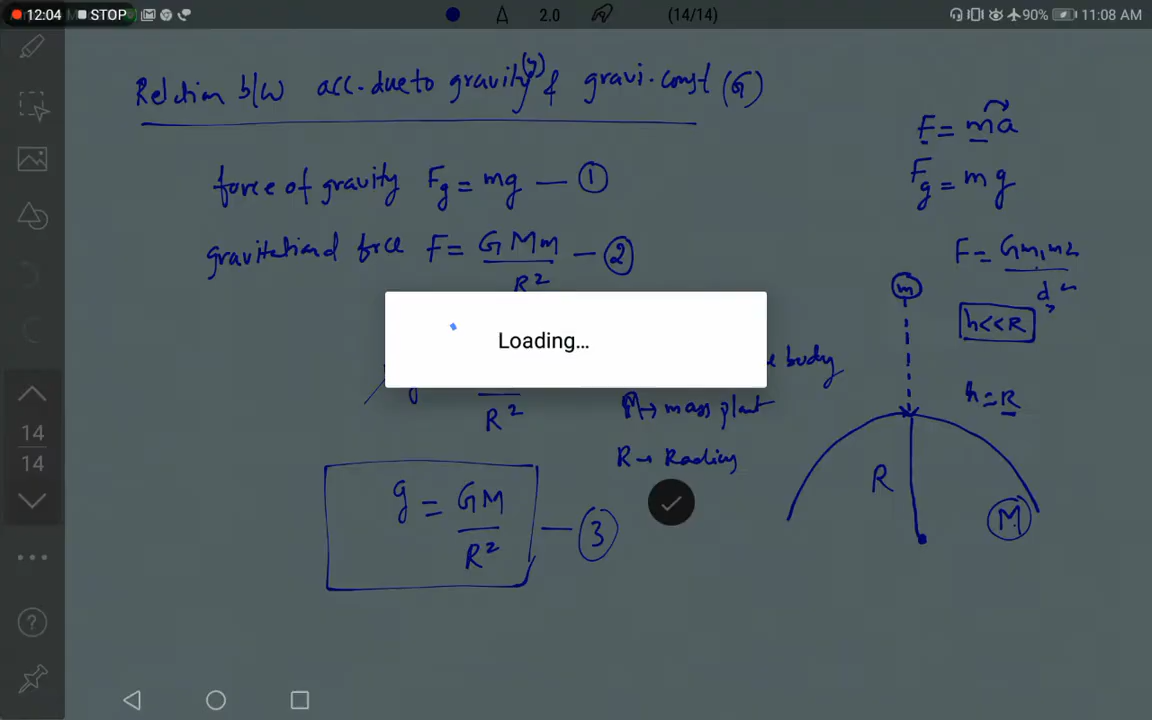 12:04 STOP 2.0 (14/14) 90% 11:08 AM
Relation b/w acc. due to gravity (g) & gravi. const (G)
F = ma
force of gravity Fg = mg — ①
Fg = mg
gravitational force F = GMm / R² — ②
F = Gm1m2 / d²
m
h<<R
Loading...
body
R²
M → mass plant
h = R
R → Radius
R
g = GM / R² — ③
M
14
14